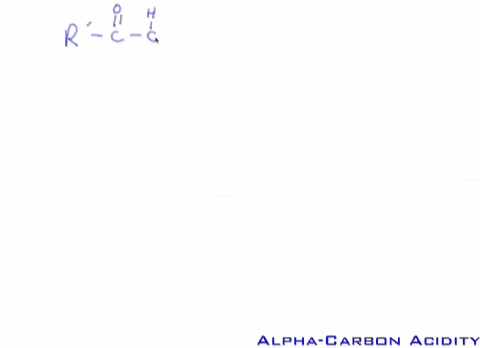 O H
R' - C - C
ALPHA-CARBON ACIDITY